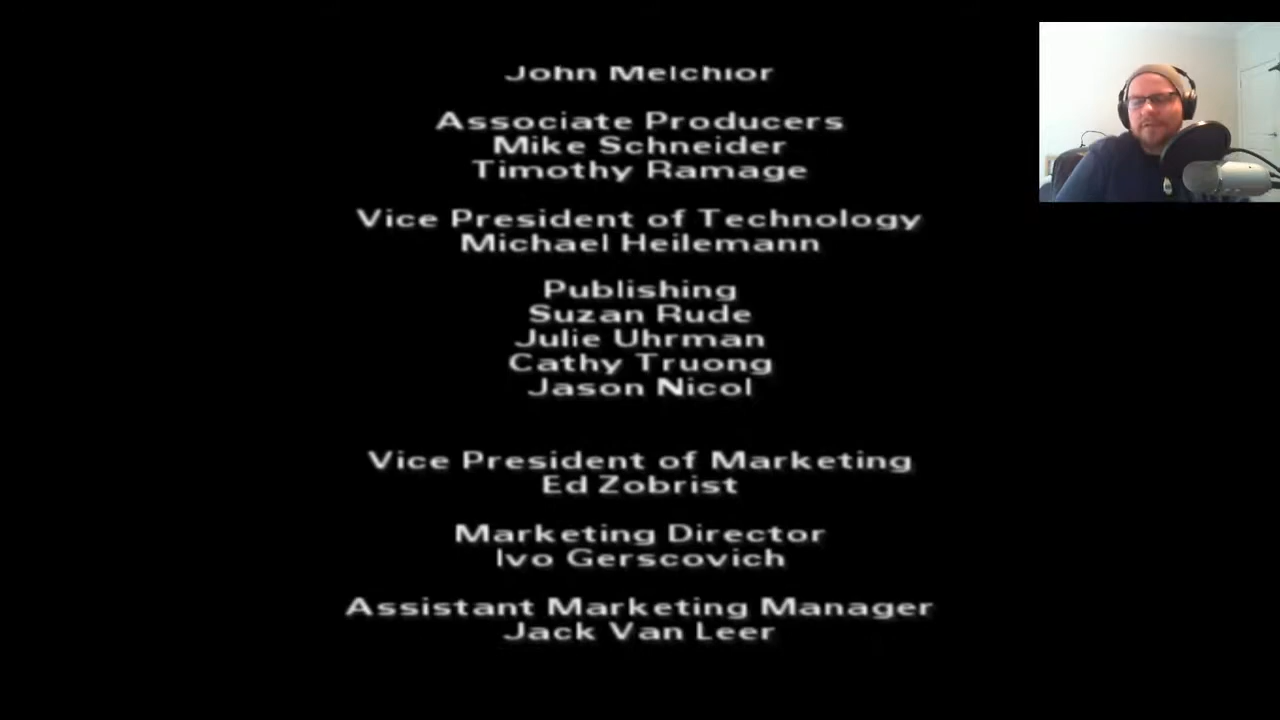 John Melchior
Associate Producers
Mike Schneider
Timothy Ramage
Vice President of Technology
Michael Heilemann
Publishing
Suzan Rude
Julie Uhrman
Cathy Truong
Jason Nicol
Vice President of Marketing
Ed Zobrist
Marketing Director
Ivo Gerscovich
Assistant Marketing Manager
Jack Van Leer